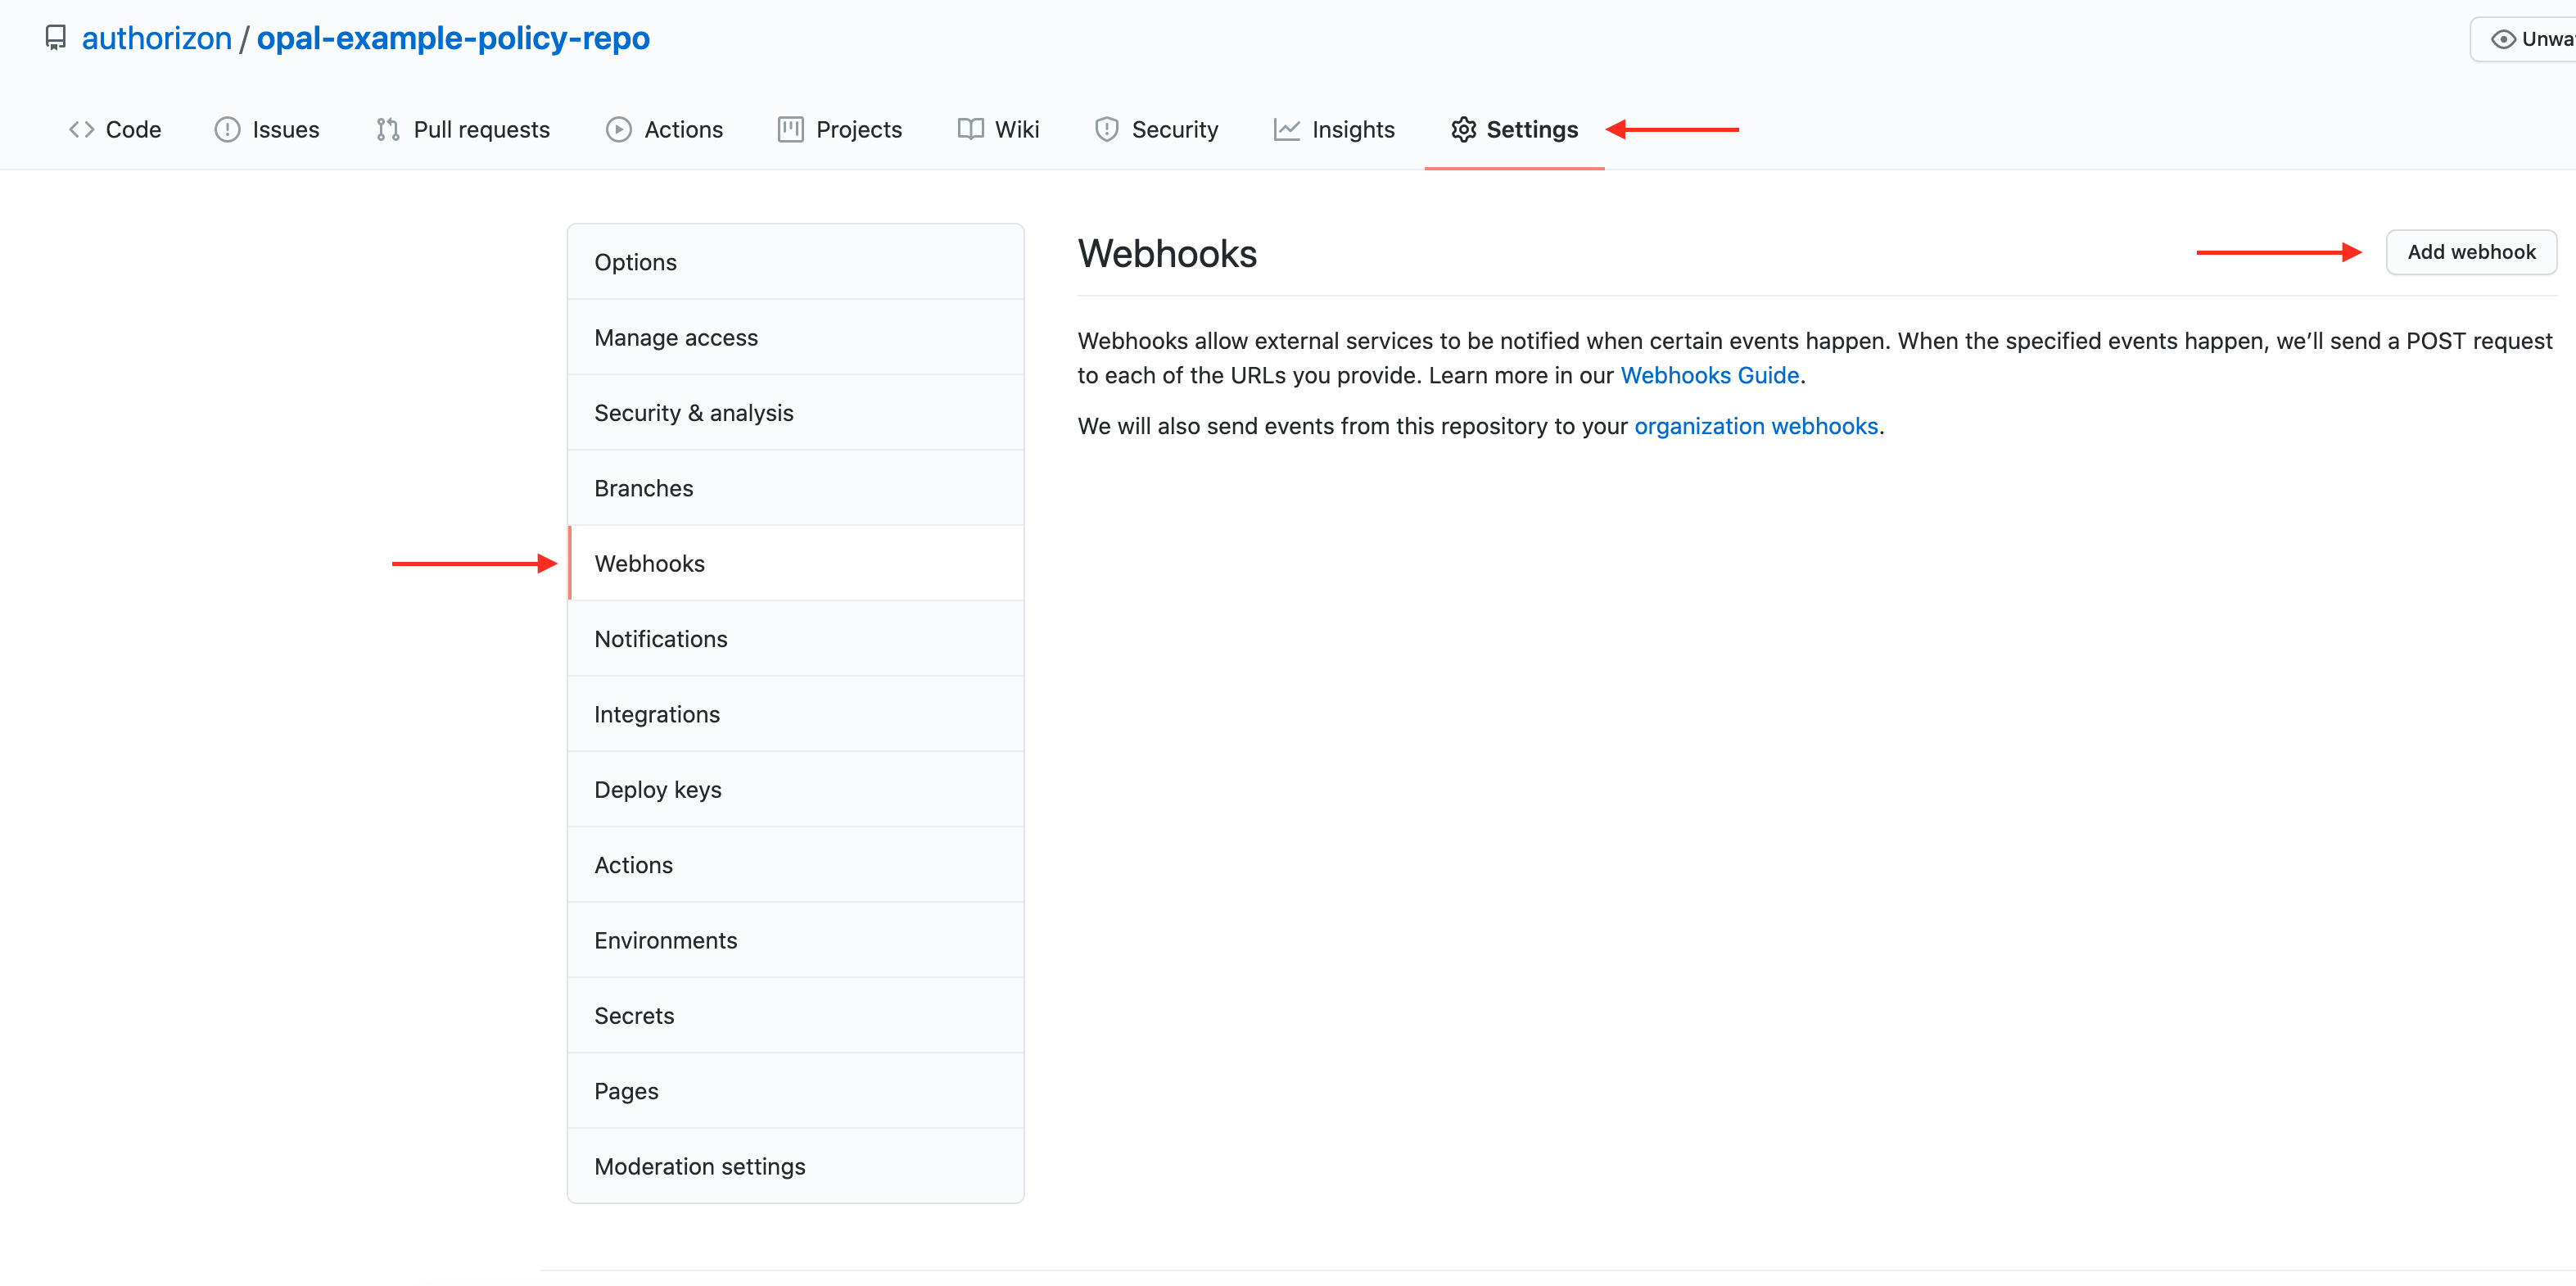 authorizon / opal-example-policy-repo
Unwa
Code Issues Pull requests Actions Projects Wiki Security Insights Settings
Options
Manage access
Security & analysis
Branches
Webhooks
Notifications
Integrations
Deploy keys
Actions
Environments
Secrets
Pages
Moderation settings
Webhooks
Add webhook
Webhooks allow external services to be notified when certain events happen. When the specified events happen, we’ll send a POST request
to each of the URLs you provide. Learn more in our Webhooks Guide.
We will also send events from this repository to your organization webhooks.